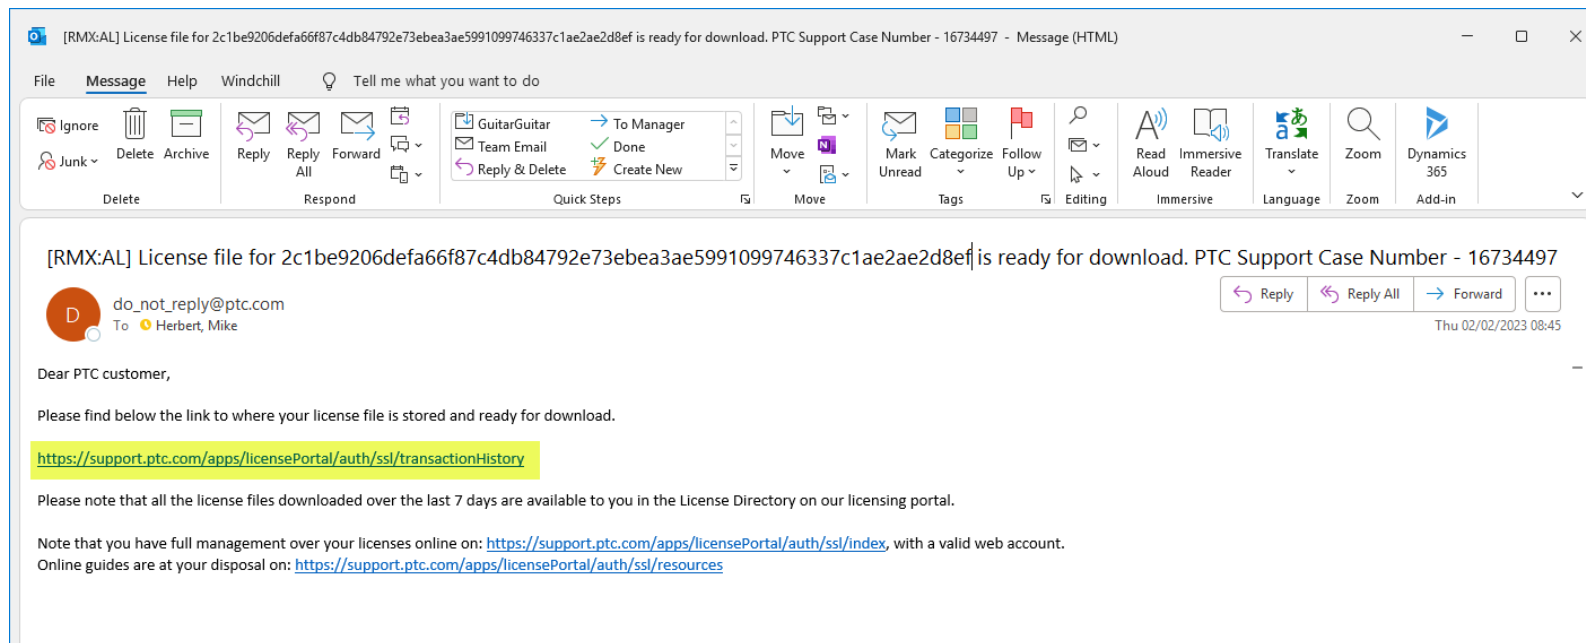 [RMX:AL] License file for 2c1be9206defa66f87c4db84792e73ebea3ae5991099746337c1ae2ae2d8ef is ready for download. PTC Support Case Number - 16734497 - Message (HTML)
File Message Help Windchill Tell me what you want to do
Ignore
Junk
Delete
Archive
Delete
Reply
Reply All
Forward
Respond
GuitarGuitar
Team Email
Reply & Delete
To Manager
Done
Create New
Quick Steps
Move
Move
Mark Unread
Categorize
Follow Up
Tags
Editing
Read Aloud
Immersive Reader
Immersive
Translate
Language
Zoom
Zoom
Dynamics 365
Add-in
[RMX:AL] License file for 2c1be9206defa66f87c4db84792e73ebea3ae5991099746337c1ae2ae2d8ef is ready for download. PTC Support Case Number - 16734497
D
do_not_reply@ptc.com
To Herbert, Mike
Reply Reply All Forward
Thu 02/02/2023 08:45
Dear PTC customer,
Please find below the link to where your license file is stored and ready for download.
https://support.ptc.com/apps/licensePortal/auth/ssl/transactionHistory
Please note that all the license files downloaded over the last 7 days are available to you in the License Directory on our licensing portal.
Note that you have full management over your licenses online on: https://support.ptc.com/apps/licensePortal/auth/ssl/index, with a valid web account.
Online guides are at your disposal on: https://support.ptc.com/apps/licensePortal/auth/ssl/resources